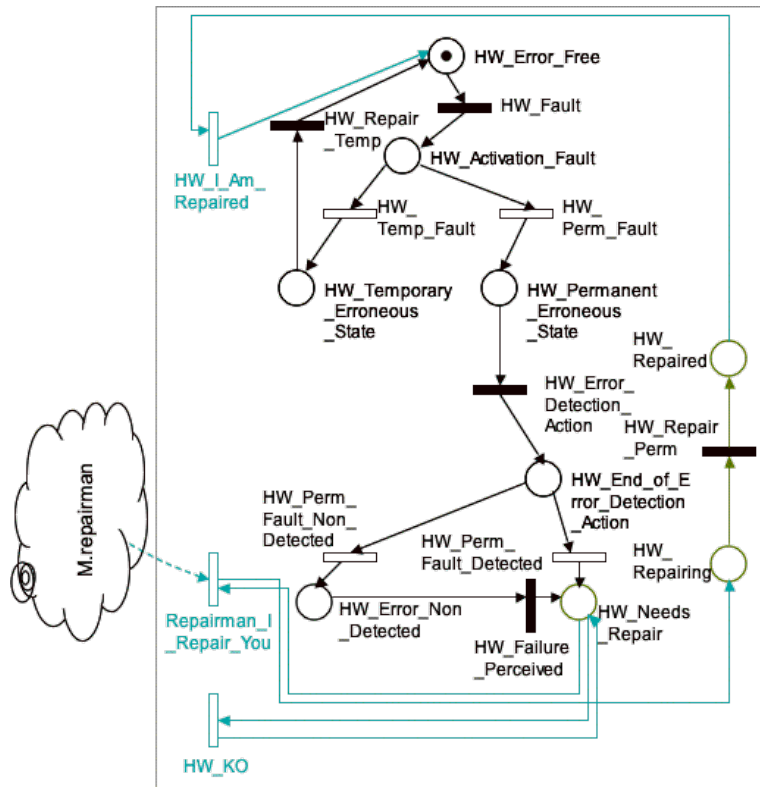 HW_Error_Free
HW_Fault
HW_Repair
_Temp
HW_Activation_Fault
HW_I_Am_
Repaired
HW_
Temp_Fault
HW_
Perm_Fault
HW_Temporary
_Erroneous
_State
HW_Permanent
_Erroneous
_State
HW_
Repaired
HW_Error_
Detection_
Action
HW_Repair
_Perm
M.repairman
HW_End_of_E
rror_Detection
_Action
HW_Perm_
Fault_Non_
Detected
HW_Perm_
Fault_Detected
HW_
Repairing
Repairman_I
_Repair_You
HW_Error_Non
_Detected
HW_Needs
_Repair
HW_Failure
_Perceived
HW_KO